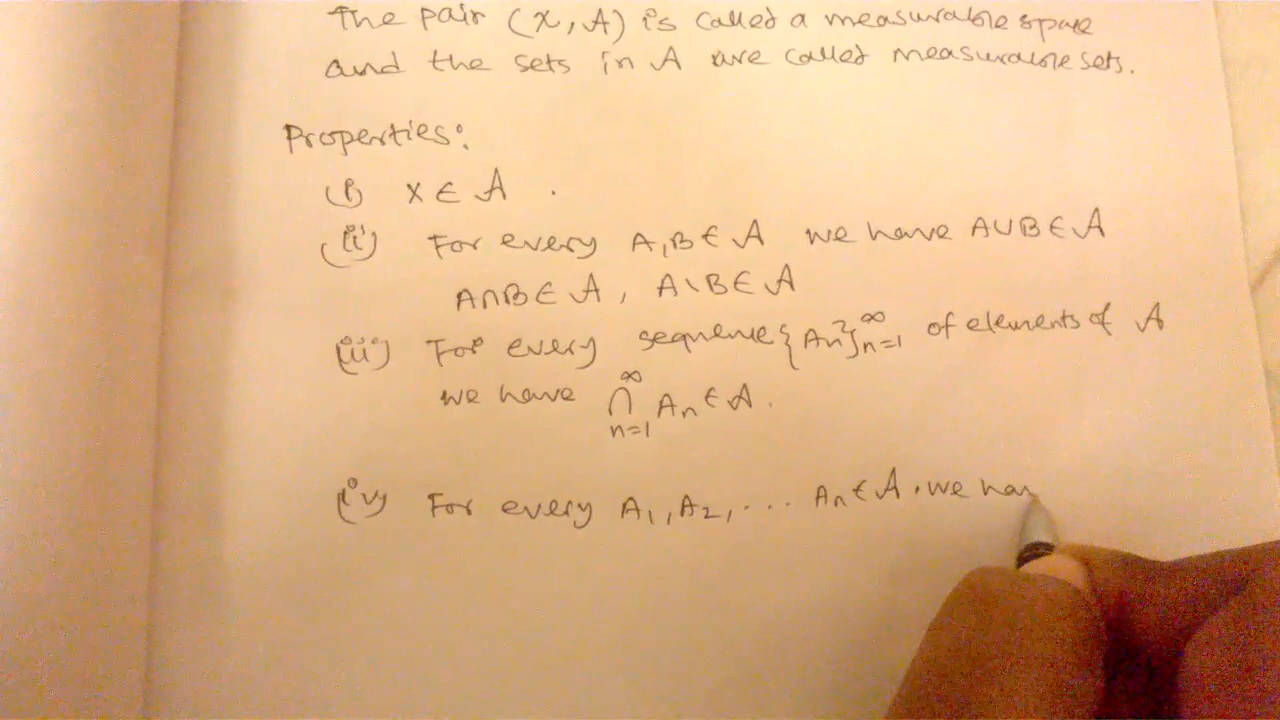 The pair (X, A) is called a measurable space
and the sets in A are called measurable sets.
Properties:
(i) X ∈ A .
(ii) For every A, B ∈ A we have A∪B ∈ A
A∩B ∈ A, A\B ∈ A
(iii) For every sequence {An}∞n=1 of elements of A
we have ∞⋂n=1 An ∈ A.
(iv) For every A1, A2, ... An ∈ A. we hav